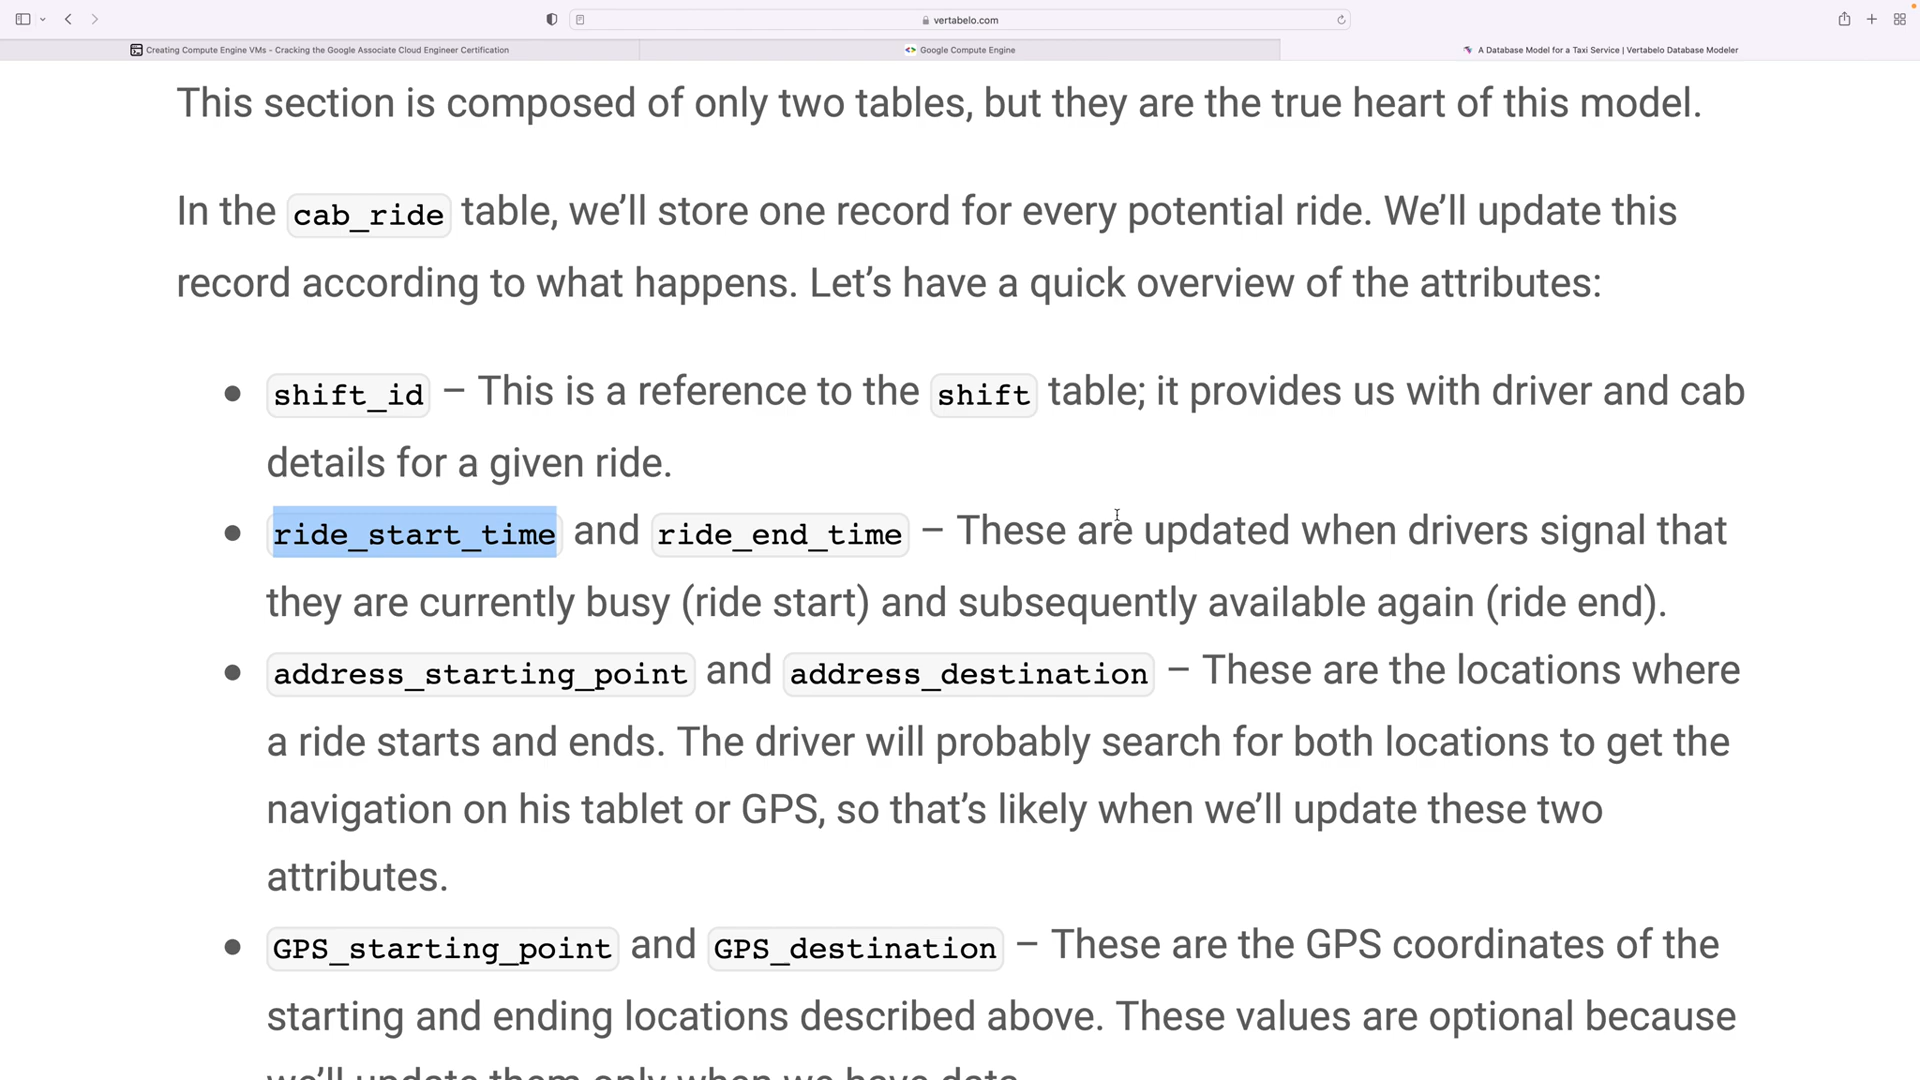 vertabelo.com
Creating Compute Engine VMs - Cracking the Google Associate Cloud Engineer Certification
Google Compute Engine
A Database Model for a Taxi Service | Vertabelo Database Modeler
This section is composed of only two tables, but they are the true heart of this model.
In the cab_ride table, we’ll store one record for every potential ride. We’ll update this
record according to what happens. Let’s have a quick overview of the attributes:
● shift_id – This is a reference to the shift table; it provides us with driver and cab
details for a given ride.
● ride_start_time and ride_end_time – These are updated when drivers signal that
they are currently busy (ride start) and subsequently available again (ride end).
● address_starting_point and address_destination – These are the locations where
a ride starts and ends. The driver will probably search for both locations to get the
navigation on his tablet or GPS, so that’s likely when we’ll update these two
attributes.
● GPS_starting_point and GPS_destination – These are the GPS coordinates of the
starting and ending locations described above. These values are optional because
we’ll update them only when we have data